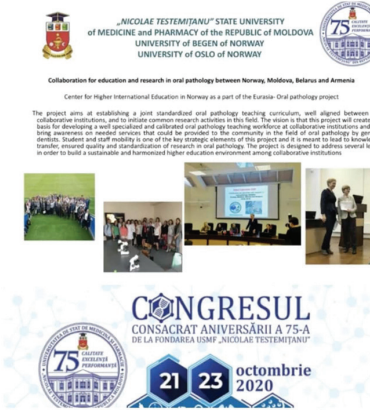 „NICOLAE TESTEMIȚANU" STATE UNIVERSITY
of MEDICINE and PHARMACY of the REPUBLIC of MOLDOVA
UNIVERSITY OF BEGEN of NORWAY
UNIVERSITY of OSLO of NORWAY
75
Collaboration for education and research in oral pathology between Norway, Moldova, Belarus and Armenia
Center for Higher International Education in Norway as a part of the Eurasia- Oral pathology project
The project aims at establishing a joint standardized oral pathology teaching curriculum, well aligned between
collaborative institutions, and to initiate common research activities in this field. The vision is that this project will create
basis for developing a well specialized and calibrated oral pathology teaching workforce at collaborative institutions and
bring awareness on needed services that could be provided to the community in the field of oral pathology by gen
dentists. Student and staff mobility is one of the key strategic elements of this project and it is meant to lead to knowle
transfer, ensured quality and standardization of research in oral pathology. The project is designed to address several le
in order to build a sustainable and harmonized higher education environment among collaborative institutions
CONGRESUL
CONSACRAT ANIVERSĂRII A 75-A
DE LA FONDAREA USMF „NICOLAE TESTEMIȚANU"
75 CALITATE
EXCELENȚĂ
PERFORMANȚĂ
21 23 octombrie
2020